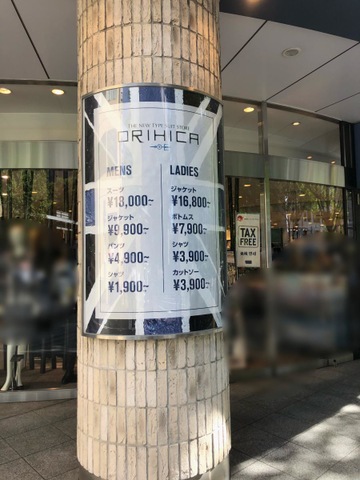 THE NEW TYPE SUIT STORE
ORIHICA
MENS
スーツ
¥18,000~
ジャケット
¥9,900~
パンツ
¥4,900~
シャツ
¥1,900~
LADIES
ジャケット
¥16,800~
ボトムス
¥7,900~
シャツ
¥3,900~
カットソー
¥3,900~
TAX
FREE